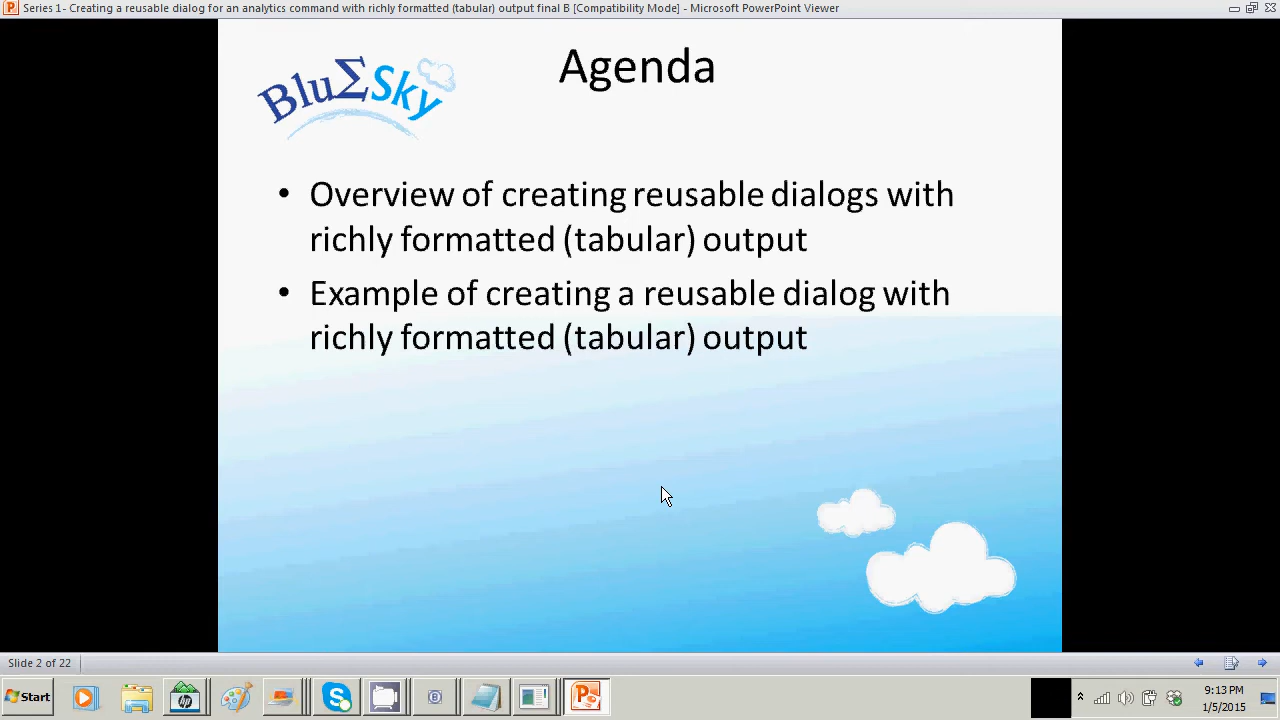 Series 1- Creating a reusable dialog for an analytics command with richly formatted (tabular) output final B [Compatibility Mode] - Microsoft PowerPoint Viewer
BluΣSky
Agenda
• Overview of creating reusable dialogs with
richly formatted (tabular) output
• Example of creating a reusable dialog with
richly formatted (tabular) output
Slide 2 of 22
Start
hp
9:13 PM
1/5/2015